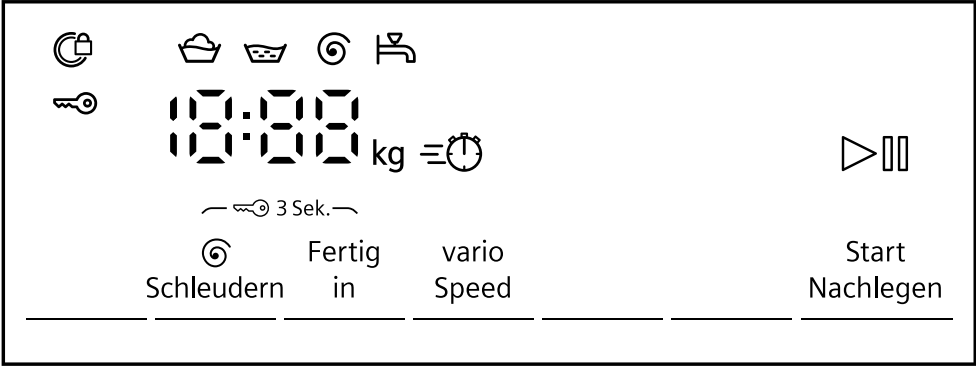 18:88 kg
3 Sek.
Schleudern
Fertig
in
vario
Speed
Start
Nachlegen